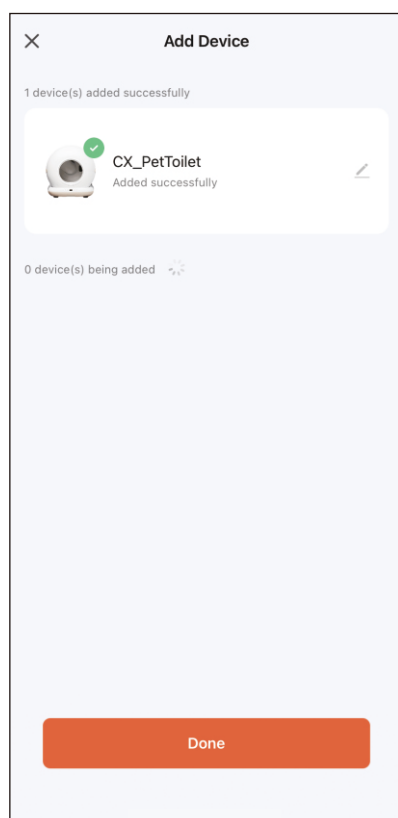 Add Device
1 device(s) added successfully
CX_PetToilet
Added successfully
0 device(s) being added
Done